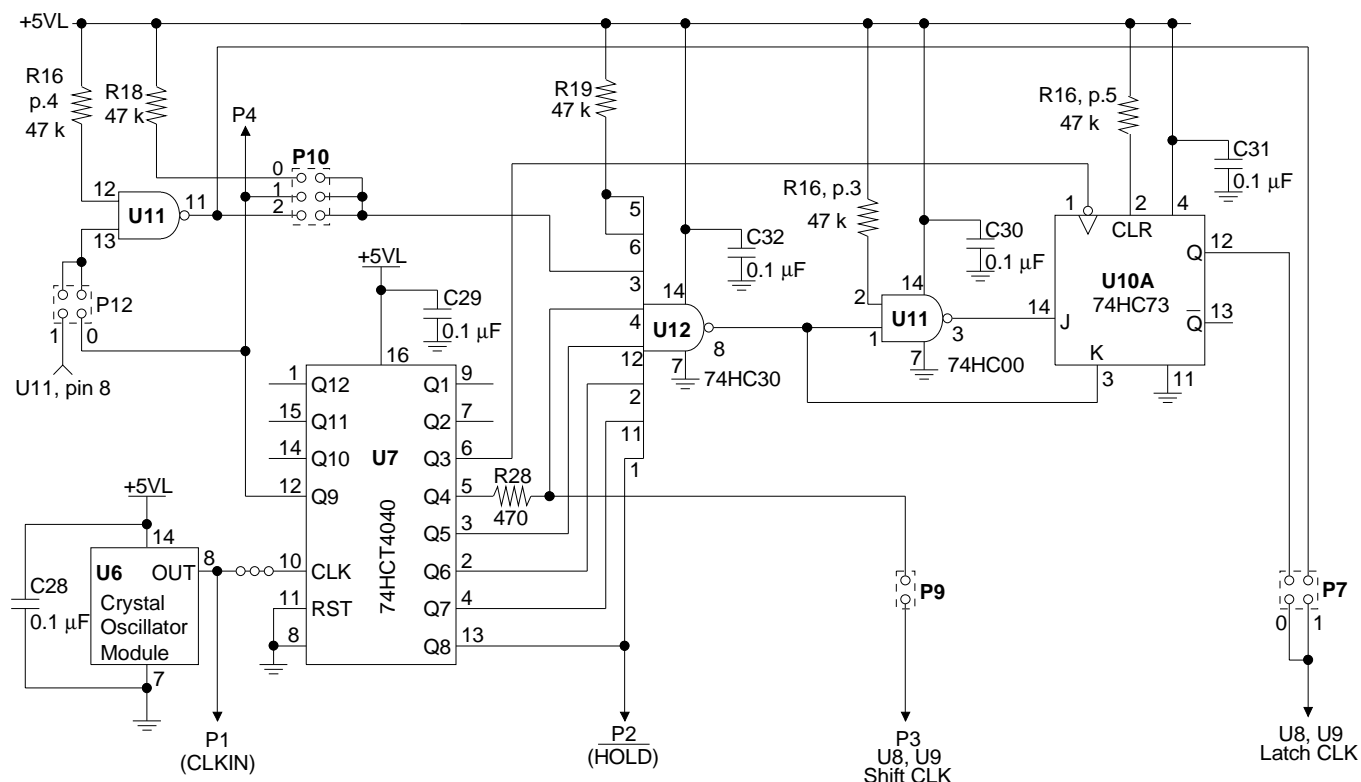 +5VL
R16
p.4
47 k
R18
47 k
P4
P10
0
1
2
12
13
11
U11
P12
1
0
U11, pin 8
R19
47 k
5
6
3
4
12
2
11
1
14
U12
8
7
74HC30
C32
0.1 µF
R16, p.3
47 k
2
1
14
U11
3
7
74HC00
C30
0.1 µF
R16, p.5
47 k
C31
0.1 µF
1
2
4
CLR
U10A
74HC73
14
J
K
3
11
Q
12
Q̅
13
+5VL
C29
0.1 µF
16
1
Q12
15
Q11
14
Q10
12
Q9
10
CLK
11
RST
8
U7
74HCT4040
Q1
9
Q2
7
Q3
6
Q4
5
Q5
3
Q6
2
Q7
4
Q8
13
R28
470
+5VL
14
U6
OUT
8
Crystal
Oscillator
Module
7
C28
0.1 µF
P9
P7
0
1
P1
(CLKIN)
P2
(HOLD)
P3
U8, U9
Shift CLK
U8, U9
Latch CLK